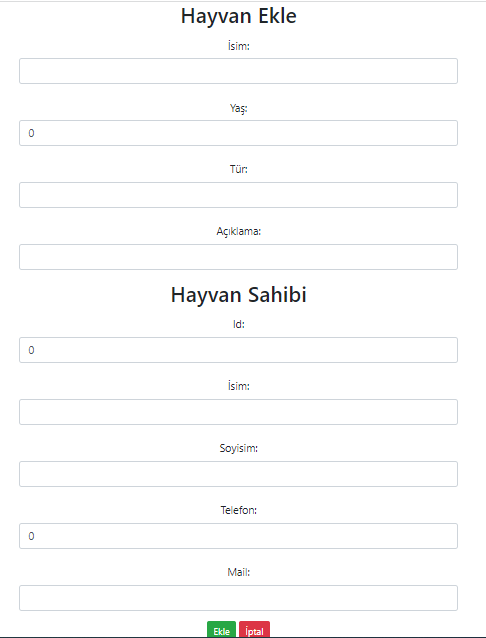 Hayvan Ekle
İsim:
Yaş:
0
Tür:
Açıklama:
Hayvan Sahibi
Id:
0
İsim:
Soyisim:
Telefon:
0
Mail:
Ekle İptal